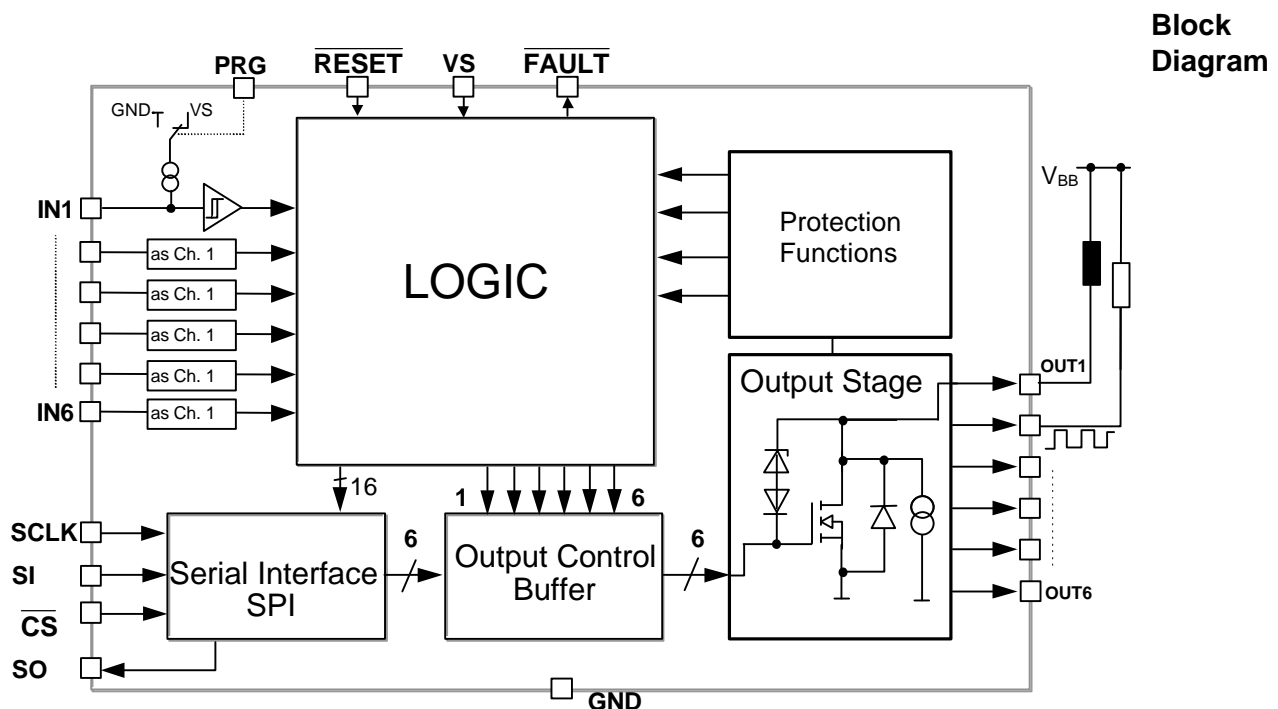 Block
Diagram
PRG
RESET
VS
FAULT
GND
VS
IN1
as Ch. 1
as Ch. 1
as Ch. 1
as Ch. 1
IN6
as Ch. 1
LOGIC
Protection
Functions
VBB
Output Stage
OUT1
OUT6
16
1
6
SCLK
SI
CS
SO
Serial Interface
SPI
6
Output Control
Buffer
6
GND